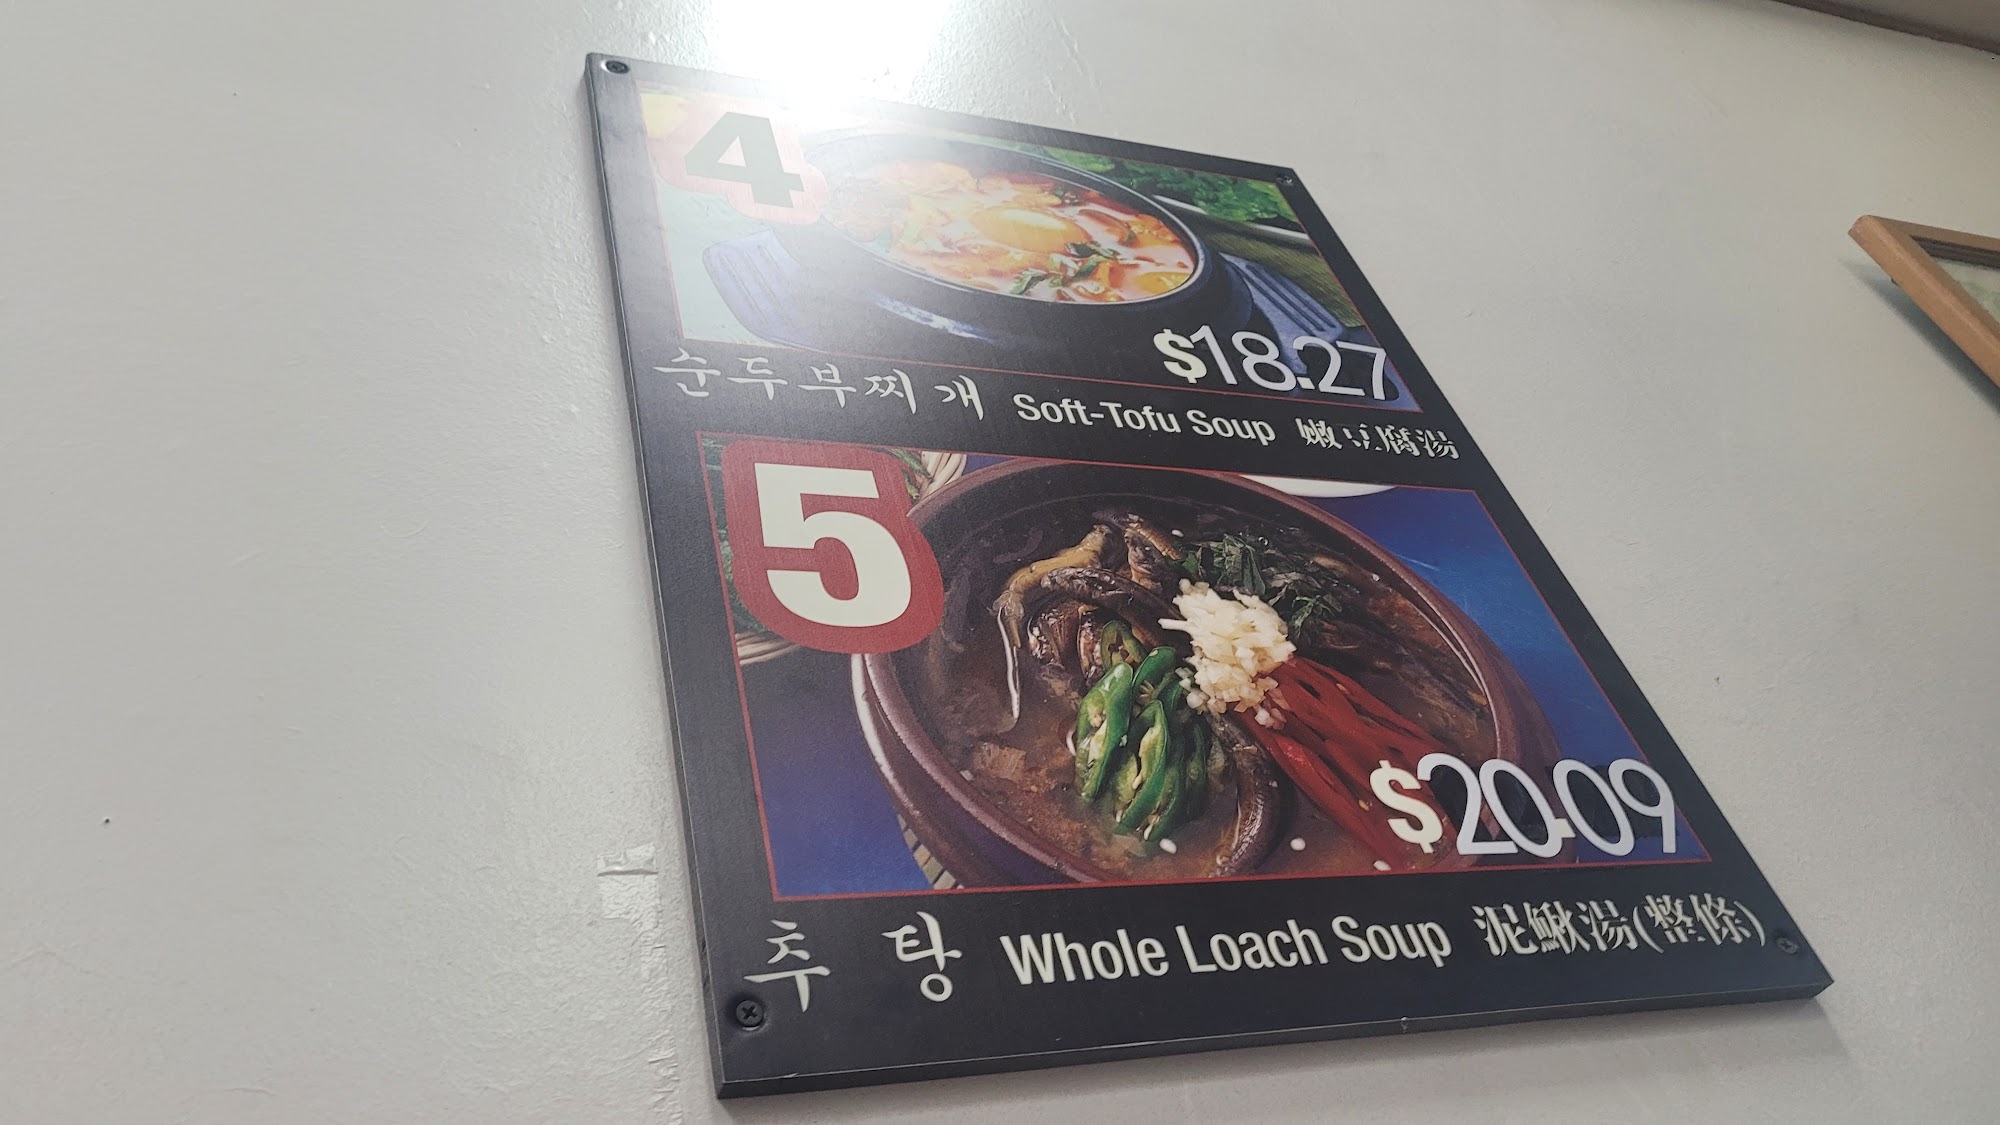 4
$18.27
순두부찌개 Soft-Tofu Soup 嫩豆腐湯
5
$20.09
추 탕 Whole Loach Soup 泥鰍湯(整條)